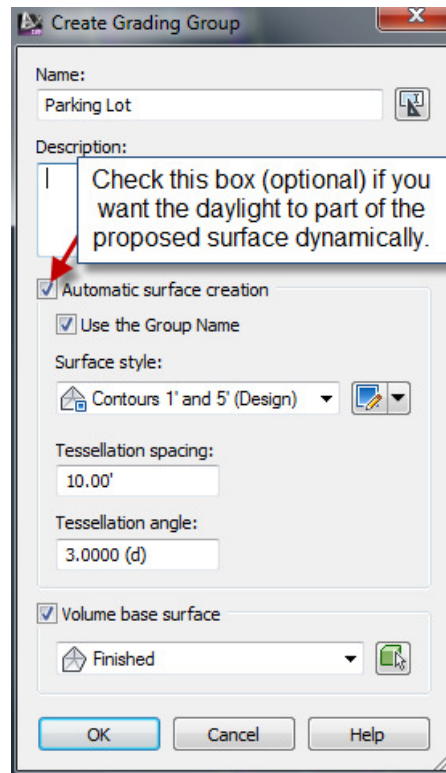 Create Grading Group
Name:
Parking Lot
Description:
Check this box (optional) if you
want the daylight to part of the
proposed surface dynamically.
Automatic surface creation
Use the Group Name
Surface style:
Contours 1' and 5' (Design)
Tessellation spacing:
10.00'
Tessellation angle:
3.0000 (d)
Volume base surface
Finished
OK
Cancel
Help